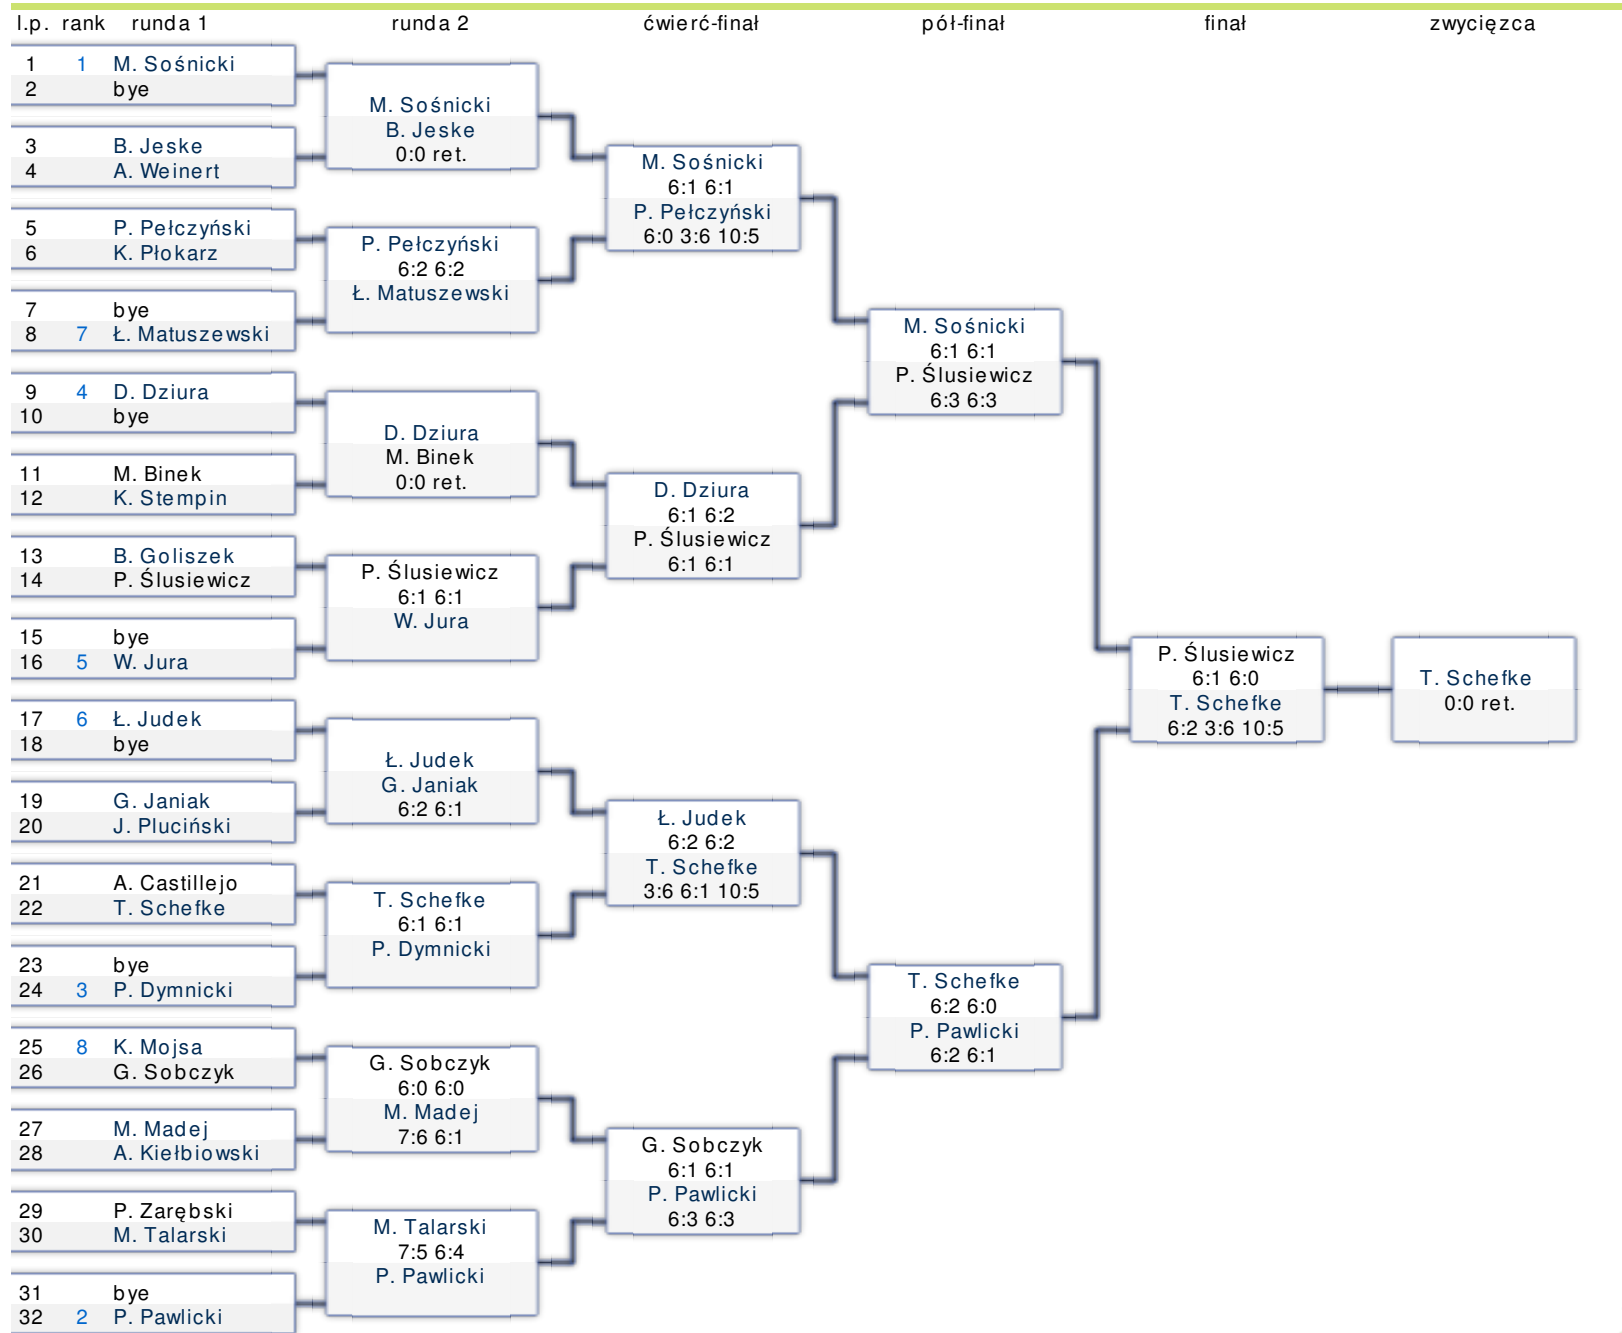 l.p. rank runda 1 runda 2 ćwierć-finał pół-finał finał zwycięzca
1 1 M. Sośnicki
2 bye
3 B. Jeske
4 A. Weinert
5 P. Pełczyński
6 K. Płokarz
7 bye
8 7 Ł. Matuszewski
9 4 D. Dziura
10 bye
11 M. Binek
12 K. Stempin
13 B. Goliszek
14 P. Ślusiewicz
15 bye
16 5 W. Jura
17 6 Ł. Judek
18 bye
19 G. Janiak
20 J. Pluciński
21 A. Castillejo
22 T. Schefke
23 bye
24 3 P. Dymnicki
25 8 K. Mojsa
26 G. Sobczyk
27 M. Madej
28 A. Kiełbiowski
29 P. Zarębski
30 M. Talarski
31 bye
32 2 P. Pawlicki
M. Sośnicki
B. Jeske
0:0 ret.
P. Pełczyński
6:2 6:2
Ł. Matuszewski
D. Dziura
M. Binek
0:0 ret.
P. Ślusiewicz
6:1 6:1
W. Jura
Ł. Judek
G. Janiak
6:2 6:1
T. Schefke
6:1 6:1
P. Dymnicki
G. Sobczyk
6:0 6:0
M. Madej
7:6 6:1
M. Talarski
7:5 6:4
P. Pawlicki
M. Sośnicki
6:1 6:1
P. Pełczyński
6:0 3:6 10:5
D. Dziura
6:1 6:2
P. Ślusiewicz
6:1 6:1
Ł. Judek
6:2 6:2
T. Schefke
3:6 6:1 10:5
G. Sobczyk
6:1 6:1
P. Pawlicki
6:3 6:3
M. Sośnicki
6:1 6:1
P. Ślusiewicz
6:3 6:3
T. Schefke
6:2 6:0
P. Pawlicki
6:2 6:1
P. Ślusiewicz
6:1 6:0
T. Schefke
6:2 3:6 10:5
T. Schefke
0:0 ret.